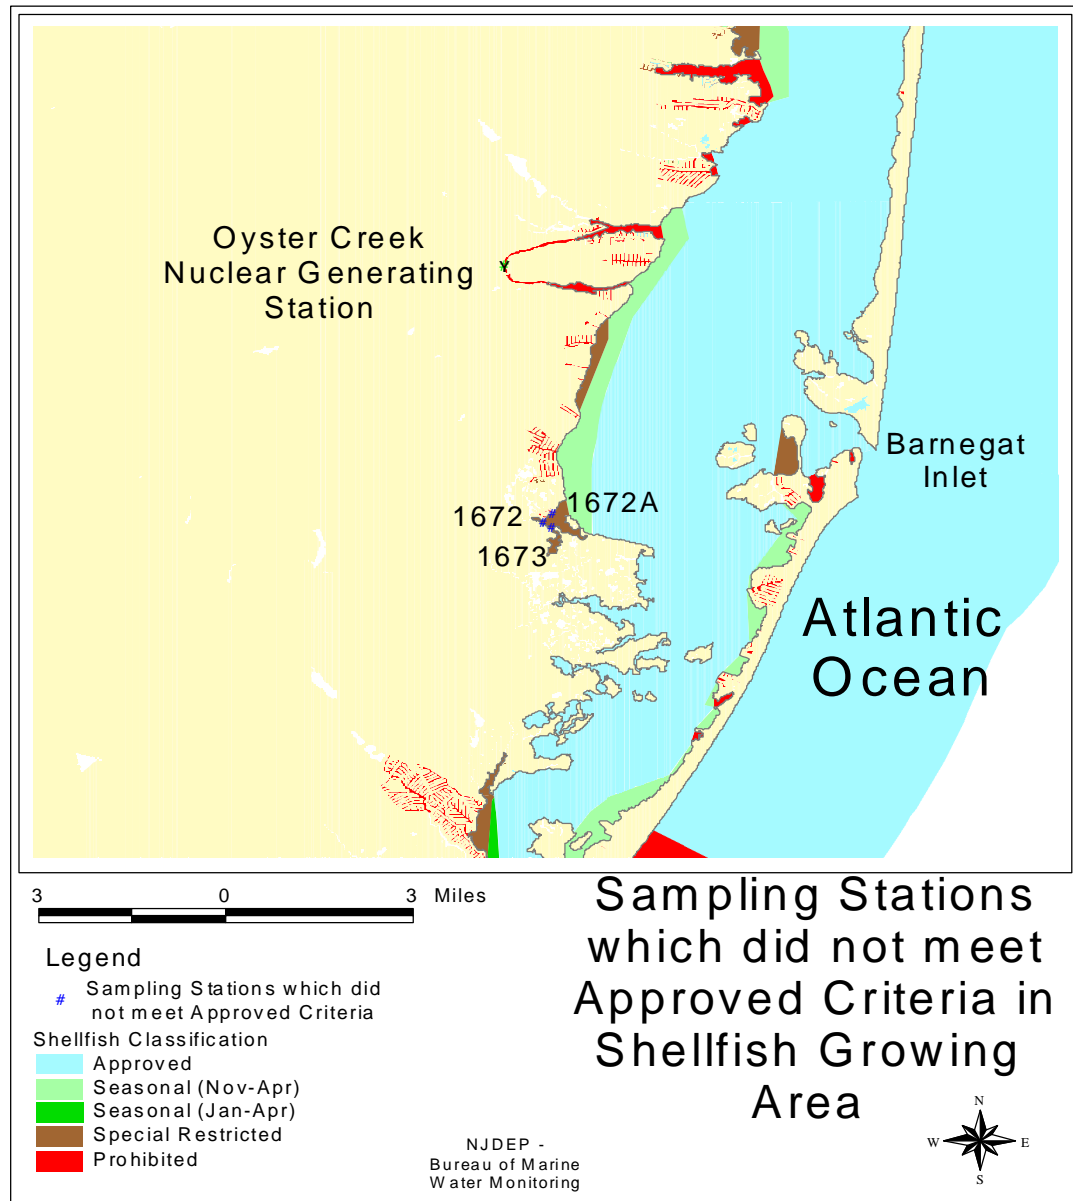 Oyster Creek
Nuclear Generating
Station
Y
Barnegat
Inlet
1672A
1672
1673
Atlantic
Ocean
3 0 3 Miles
Legend
# Sampling Stations which did
not meet Approved Criteria
Shellfish Classification
Approved
Seasonal (Nov-Apr)
Seasonal (Jan-Apr)
Special Restricted
Prohibited
Sampling Stations
which did not meet
Approved Criteria in
Shellfish Growing
Area
NJDEP -
Bureau of Marine
Water Monitoring
N
W E
S